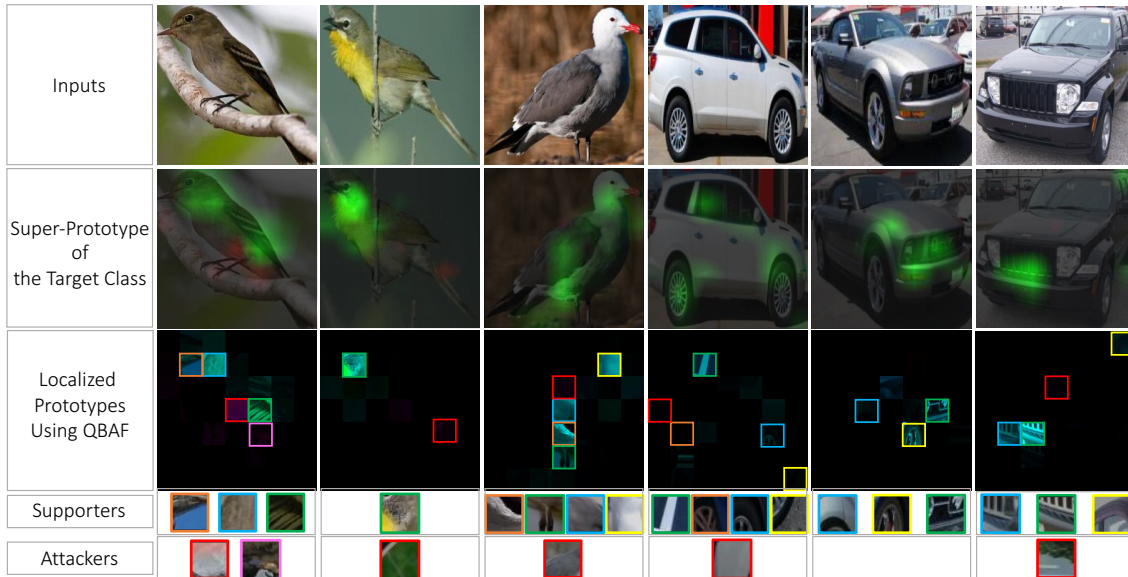 Inputs
Super-Prototype
of
the Target Class
Localized
Prototypes
Using QBAF
Supporters
Attackers